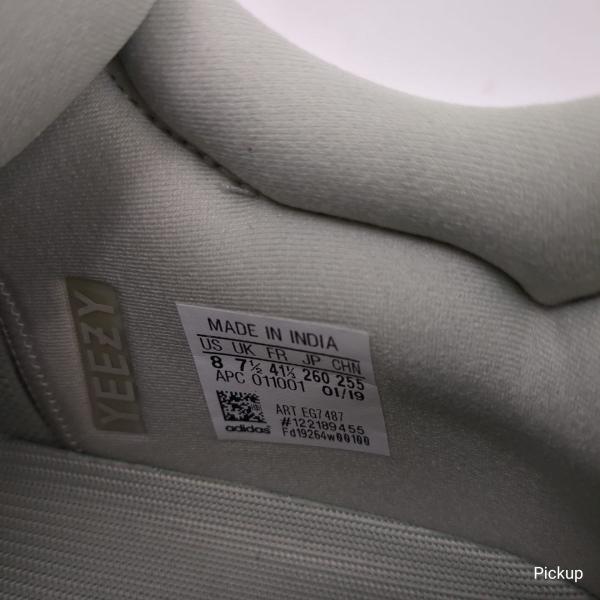 YEEZY
MADE IN INDIA
US UK FR JP CHN
8 7½ 41⅓ 260 255
APC 011001 01/19
ART EG7487
#122189455
adidas Fd19264w00100
Pickup